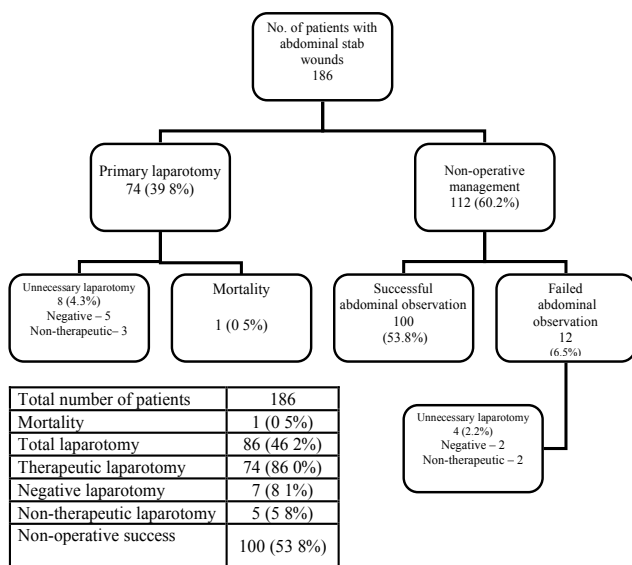 No. of patients with
abdominal stab
wounds
186
Primary laparotomy
74 (39 8%)
Non-operative
management
112 (60.2%)
Unnecessary laparotomy
8 (4.3%)
Negative – 5
Non-therapeutic– 3
Mortality
1 (0 5%)
Successful
abdominal observation
100
(53.8%)
Failed
abdominal
observation
12
(6.5%)
Unnecessary laparotomy
4 (2.2%)
Negative – 2
Non-therapeutic – 2
Total number of patients 186
Mortality 1 (0 5%)
Total laparotomy 86 (46 2%)
Therapeutic laparotomy 74 (86 0%)
Negative laparotomy 7 (8 1%)
Non-therapeutic laparotomy 5 (5 8%)
Non-operative success 100 (53 8%)